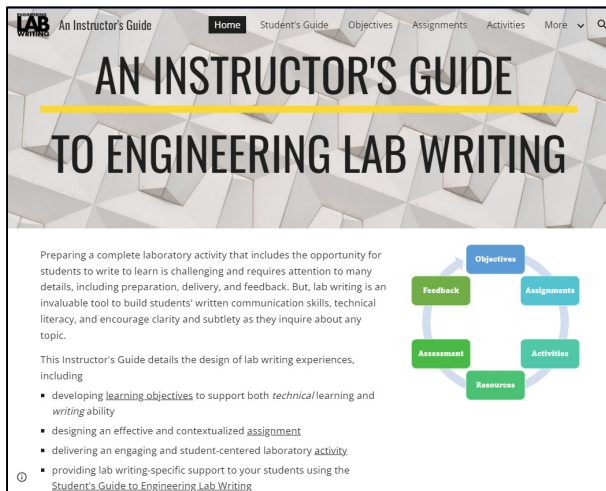 ENGINEERING
LAB
WRITING
An Instructor's Guide
Home
Student's Guide
Objectives
Assignments
Activities
More
AN INSTRUCTOR'S GUIDE
TO ENGINEERING LAB WRITING
Preparing a complete laboratory activity that includes the opportunity for
students to write to learn is challenging and requires attention to many
details, including preparation, delivery, and feedback. But, lab writing is an
invaluable tool to build students' written communication skills, technical
literacy, and encourage clarity and subtlety as they inquire about any
topic.
This Instructor's Guide details the design of lab writing experiences,
including
▪ developing learning objectives to support both technical learning and
writing ability
▪ designing an effective and contextualized assignment
▪ delivering an engaging and student-centered laboratory activity
▪ providing lab writing-specific support to your students using the
Student's Guide to Engineering Lab Writing
Objectives
Assignments
Activities
Resources
Assessment
Feedback